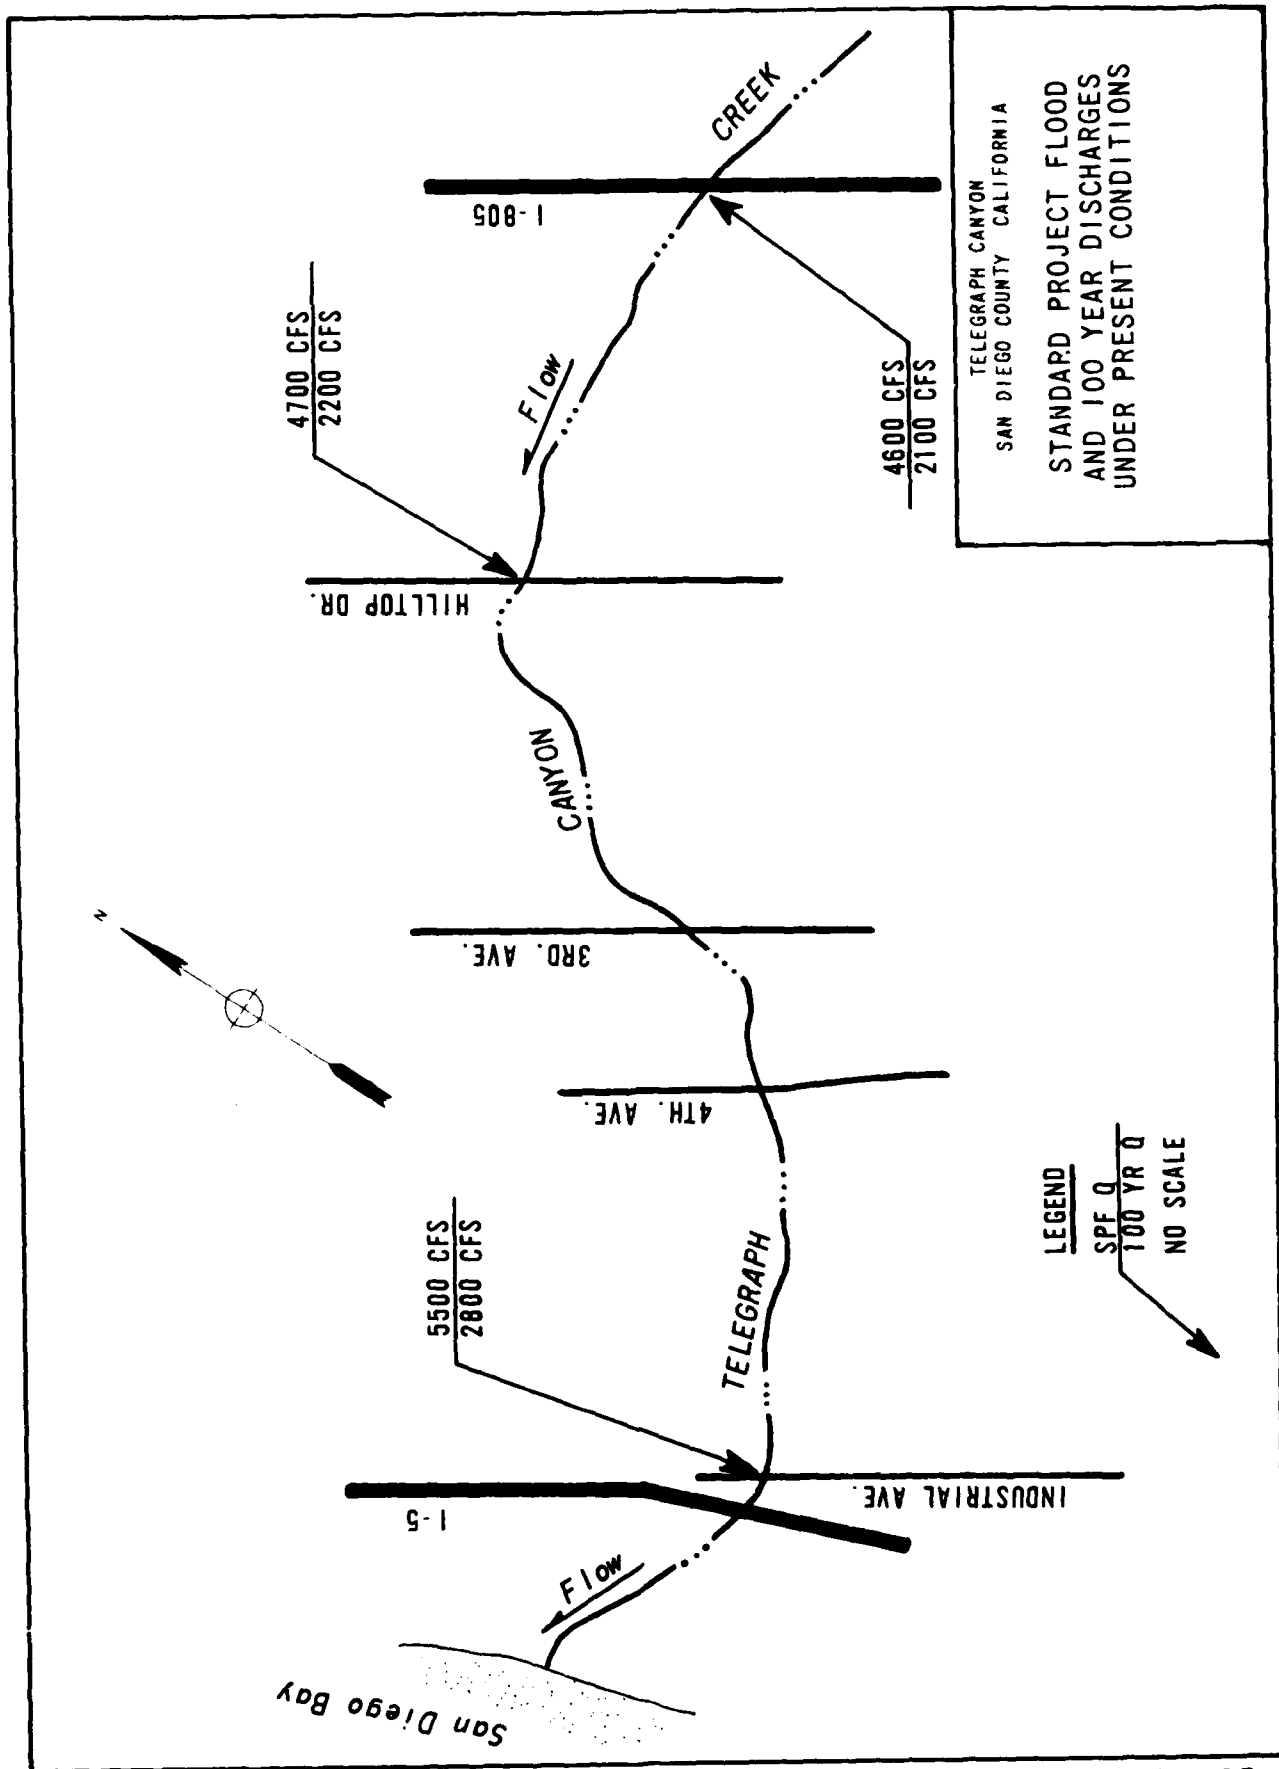 San Diego Bay
Flow
I-5
INDUSTRIAL AVE.
5500 CFS
2800 CFS
TELEGRAPH
4TH. AVE.
N
3RD. AVE.
CANYON
HILLTOP DR.
4700 CFS
2200 CFS
Flow
I-805
CREEK
4600 CFS
2100 CFS
LEGEND
SPF Q
100 YR Q
NO SCALE
TELEGRAPH CANYON
SAN DIEGO COUNTY CALIFORNIA
STANDARD PROJECT FLOOD
AND 100 YEAR DISCHARGES
UNDER PRESENT CONDITIONS